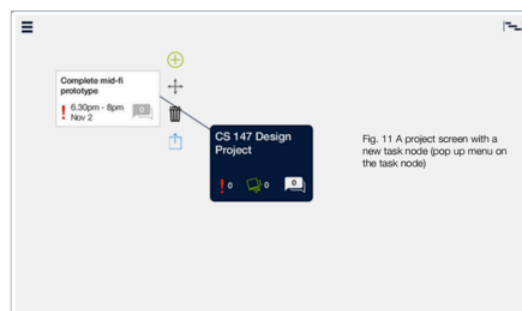 Complete mid-fi
prototype
6.30pm - 8pm
Nov 2
0
CS 147 Design
Project
0
0
0
Fig. 11 A project screen with a
new task node (pop up menu on
the task node)